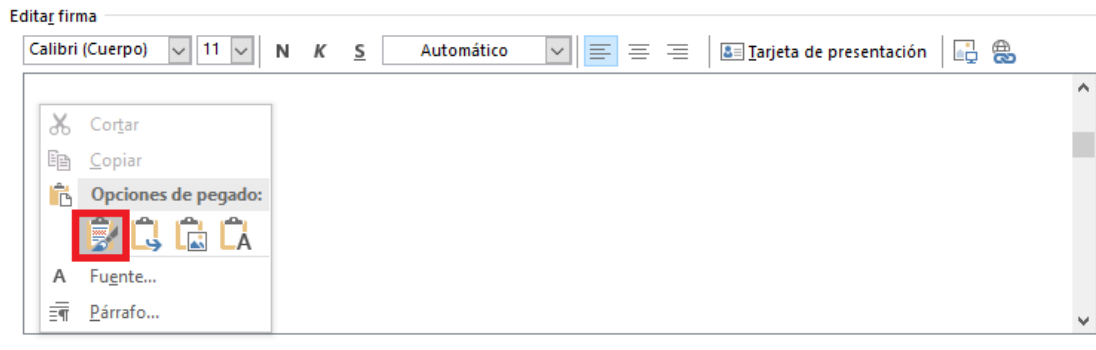 Editar firma
Calibri (Cuerpo) 11 N K S Automático Tarjeta de presentación
Cortar
Copiar
Opciones de pegado:
A
A Fuente...
Párrafo...